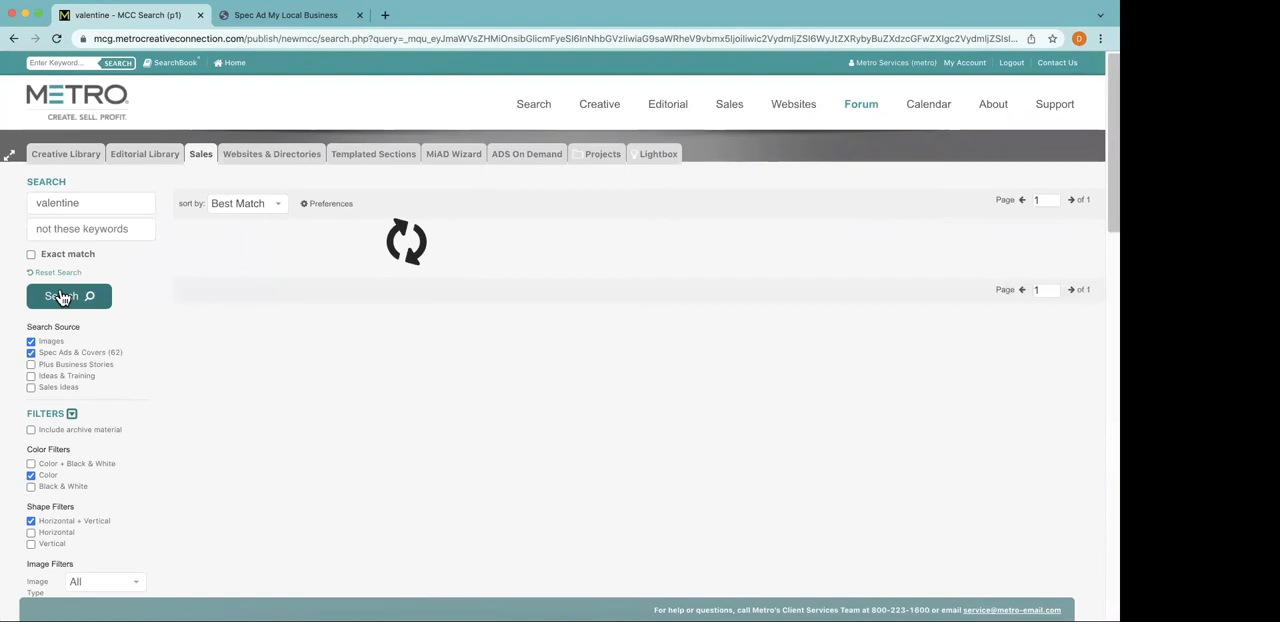 valentine - MCC Search (p1)
Spec Ad My Local Business
mcg.metrocreativeconnection.com/publish/newmcc/search.php?query=_mqu_eyJmaWVsZHMiOnsibGlicmFyeSI6InNhbGVzIiwiaG9saWRheV9vbmx5IjoiIiwic2VydmljZSI6WyJtZXRybyBuZXdzcGFwZXIgc2VydmljZSIsI...
D
Enter Keyword...
SEARCH
SearchBook
Home
Metro Services (metro)
My Account
Logout
Contact Us
METRO
CREATE. SELL. PROFIT.
Search
Creative
Editorial
Sales
Websites
Forum
Calendar
About
Support
Creative Library
Editorial Library
Sales
Websites & Directories
Templated Sections
MiAD Wizard
ADS On Demand
Projects
Lightbox
SEARCH
valentine
not these keywords
Exact match
Reset Search
Search
sort by: Best Match
Preferences
Page 1 of 1
Page 1 of 1
Search Source
Images
Spec Ads & Covers (62)
Plus Business Stories
Ideas & Training
Sales Ideas
FILTERS
Include archive material
Color Filters
Color + Black & White
Color
Black & White
Shape Filters
Horizontal + Vertical
Horizontal
Vertical
Image Filters
Image Type
All
For help or questions, call Metro's Client Services Team at 800-223-1600 or email service@metro-email.com